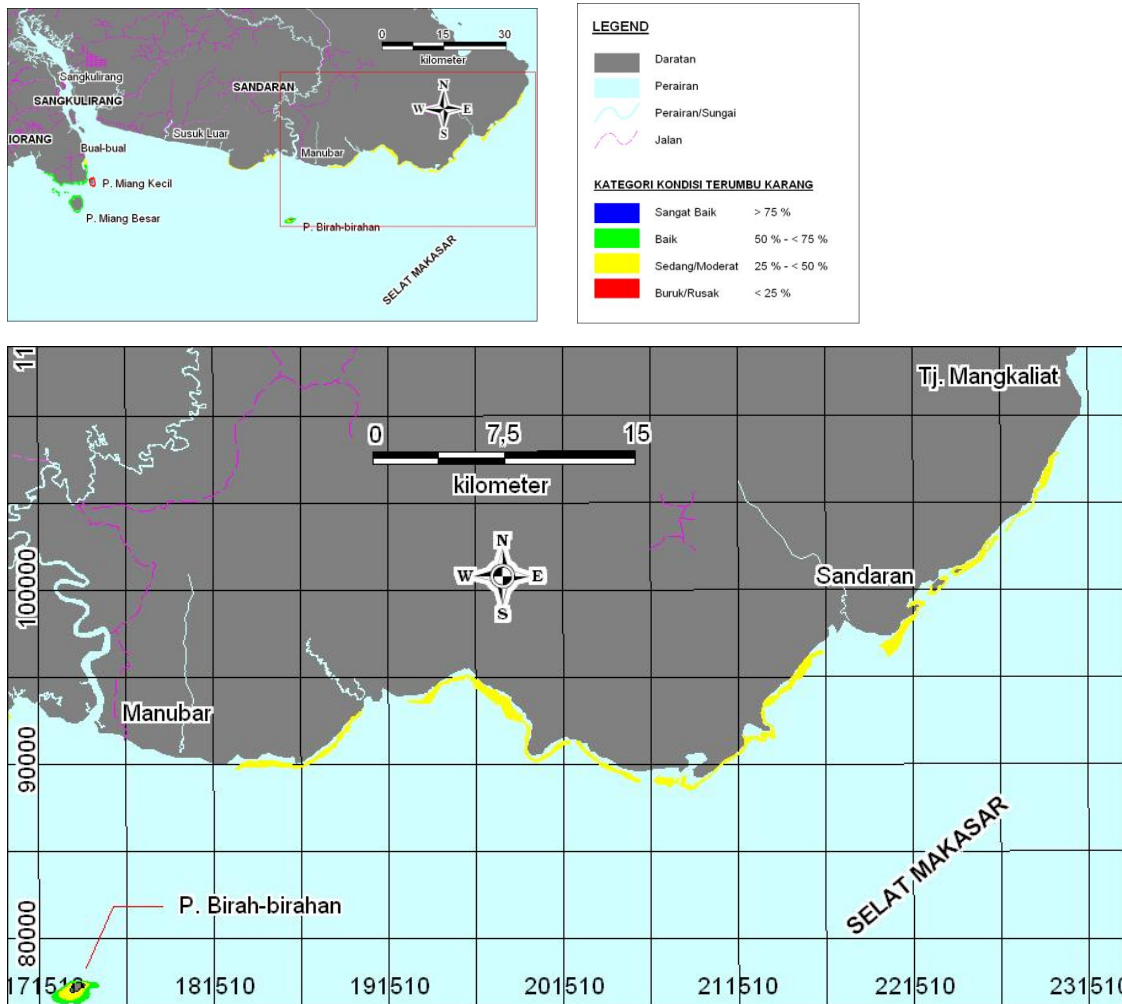 0 15 30
kilometer
N
W E
S
Sangkulirang
SANGKULIRANG
SANDARAN
IORANG
Susuk Luar
Bual-bual
Manubar
P. Miang Kecil
P. Miang Besar
P. Birah-birahan
SELAT MAKASAR
LEGEND
Daratan
Perairan
Perairan/Sungai
Jalan
KATEGORI KONDISI TERUMBU KARANG
Sangat Baik > 75 %
Baik 50 % - < 75 %
Sedang/Moderat 25 % - < 50 %
Buruk/Rusak < 25 %
11
Tj. Mangkaliat
0 7,5 15
kilometer
N
W E
S
100000
Sandaran
Manubar
90000
SELAT MAKASAR
P. Birah-birahan
80000
171510 181510 191510 201510 211510 221510 231510